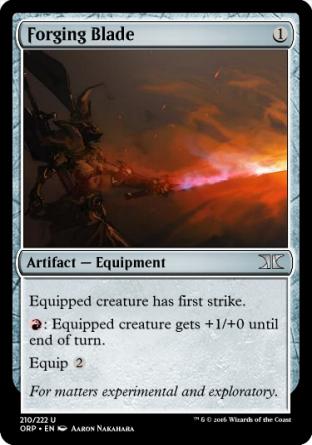 Forging Blade 1
Artifact — Equipment
Equipped creature has first strike.
: Equipped creature gets +1/+0 until
end of turn.
Equip 2
For matters experimental and exploratory.
210/222 U
ORP • EN Aaron Nakahara
™ & © 2016 Wizards of the Coast